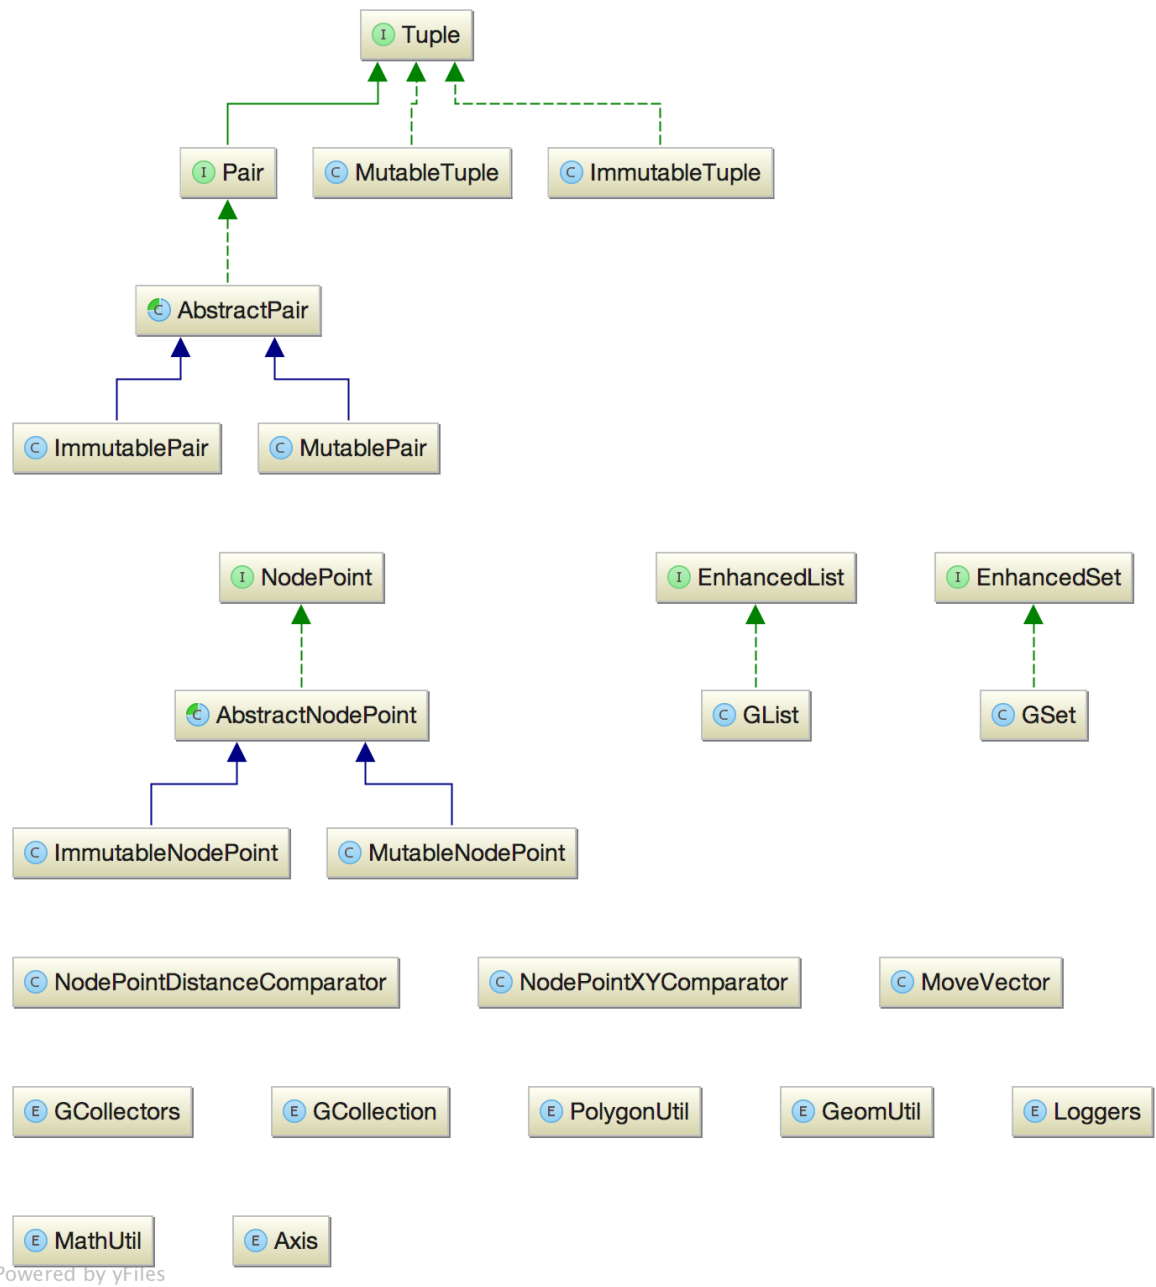 I Tuple
I Pair
C MutableTuple
C ImmutableTuple
C AbstractPair
C ImmutablePair
C MutablePair
I NodePoint
I EnhancedList
I EnhancedSet
C AbstractNodePoint
C GList
C GSet
C ImmutableNodePoint
C MutableNodePoint
C NodePointDistanceComparator
C NodePointXYComparator
C MoveVector
E GCollectors
E GCollection
E PolygonUtil
E GeomUtil
E Loggers
E MathUtil
E Axis
Powered by yFiles